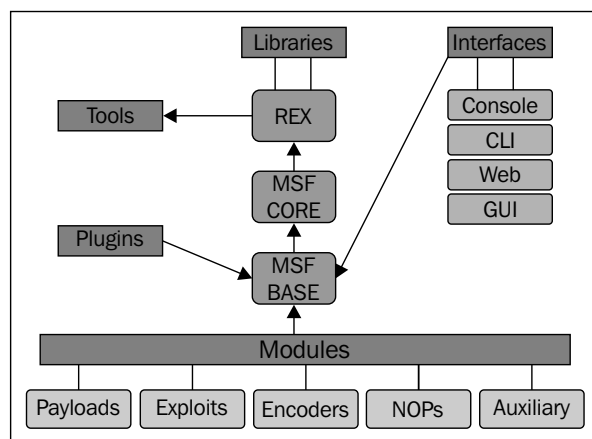 Libraries
Interfaces
Tools
REX
Console
CLI
Web
GUI
MSF
CORE
Plugins
MSF
BASE
Modules
Payloads
Exploits
Encoders
NOPs
Auxiliary